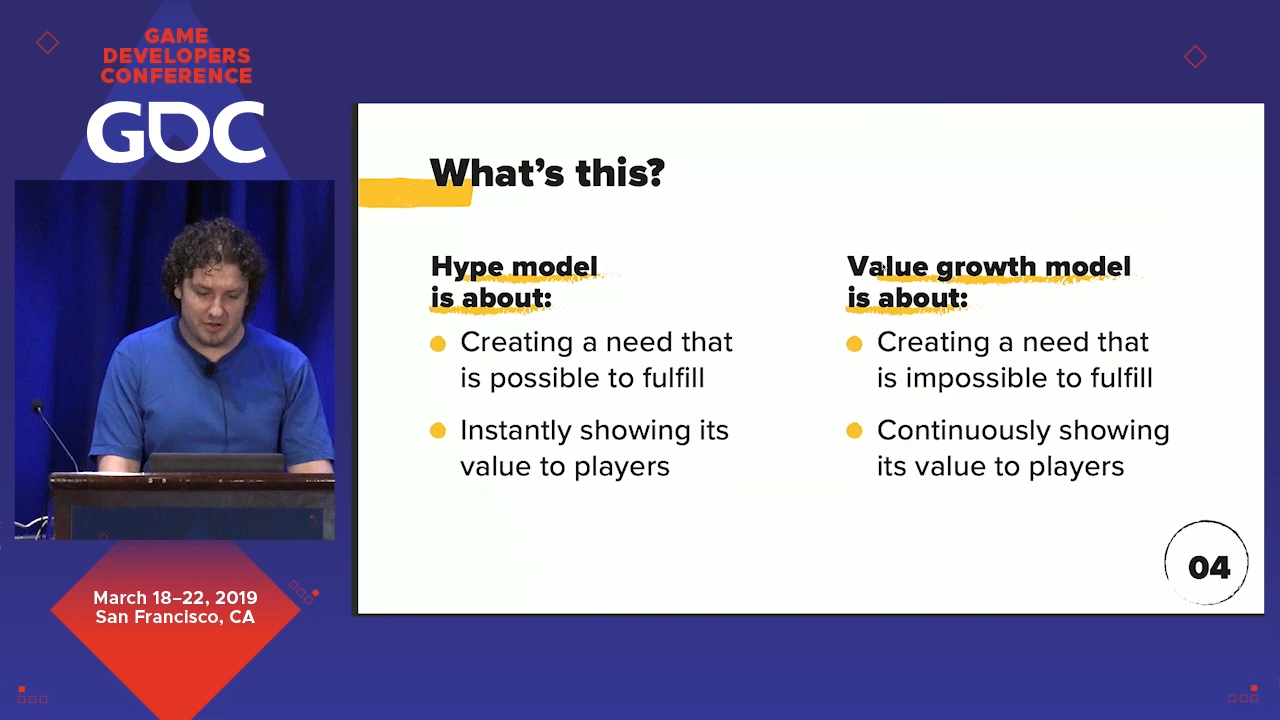 GAME
DEVELOPERS
CONFERENCE
GDC
What’s this?
Hype model
is about:
Creating a need that
is possible to fulfill
Instantly showing its
value to players
Value growth model
is about:
Creating a need that
is impossible to fulfill
Continuously showing
its value to players
04
March 18–22, 2019
San Francisco, CA